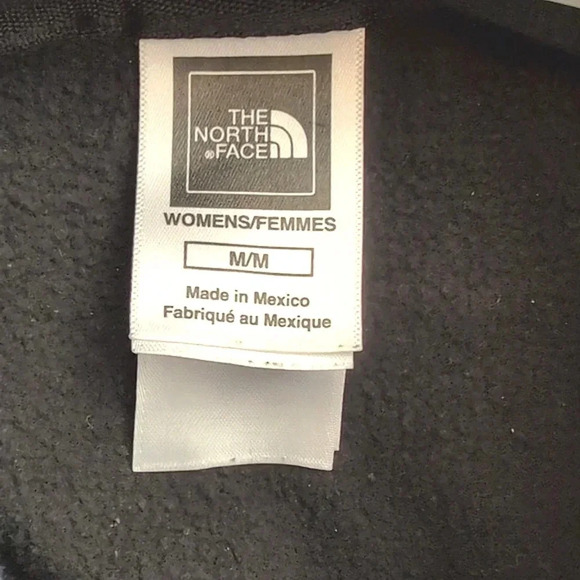 THE
NORTH
®FACE
WOMENS/FEMMES
M/M
Made in Mexico
Fabriqué au Mexique